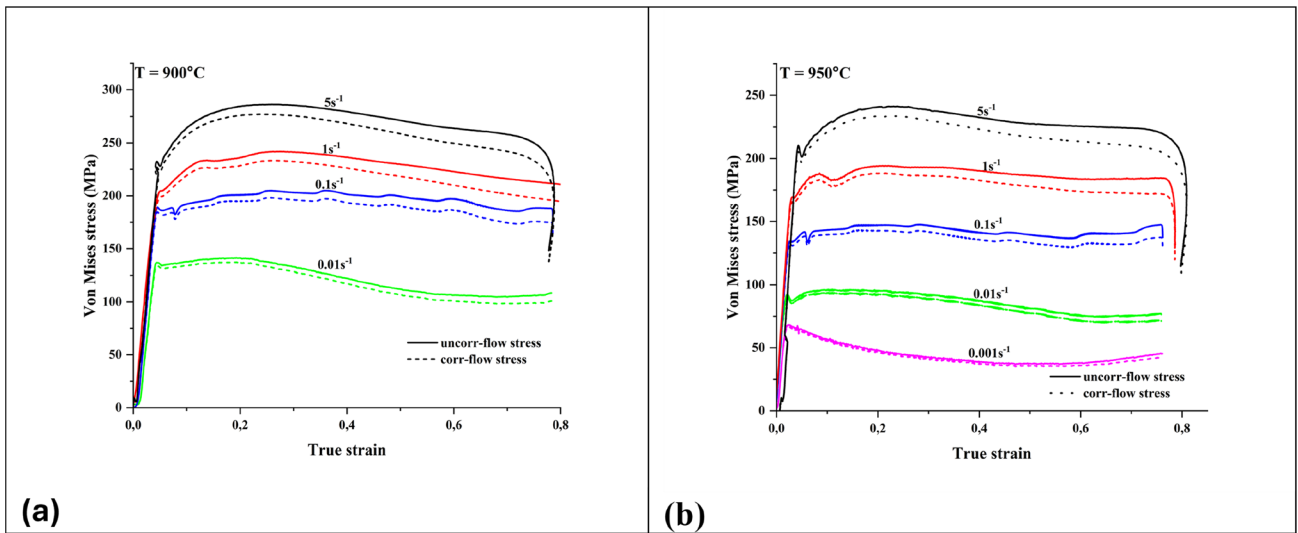 T = 900°C
300
250
200
150
100
50
0
Von Mises stress (MPa)
5s⁻¹
1s⁻¹
0.1s⁻¹
0.01s⁻¹
uncorr-flow stress
corr-flow stress
0,0 0,2 0,4 0,6 0,8
True strain
(a)
T = 950°C
250
200
150
100
50
0
Von Mises stress (MPa)
5s⁻¹
1s⁻¹
0.1s⁻¹
0.01s⁻¹
0.001s⁻¹
uncorr-flow stress
corr-flow stress
0,0 0,2 0,4 0,6 0,8
True strain
(b)